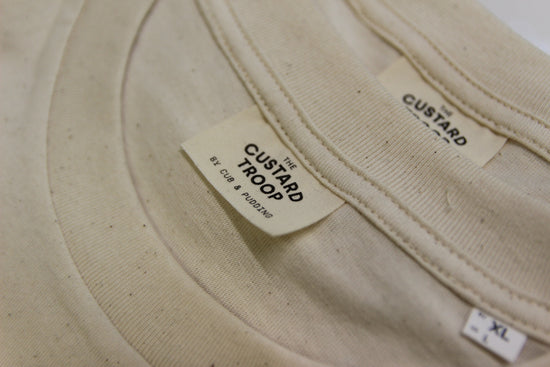 THE
CUSTARD
TROOP
BY CUB & PUDDING
THE
CUSTARD
XL